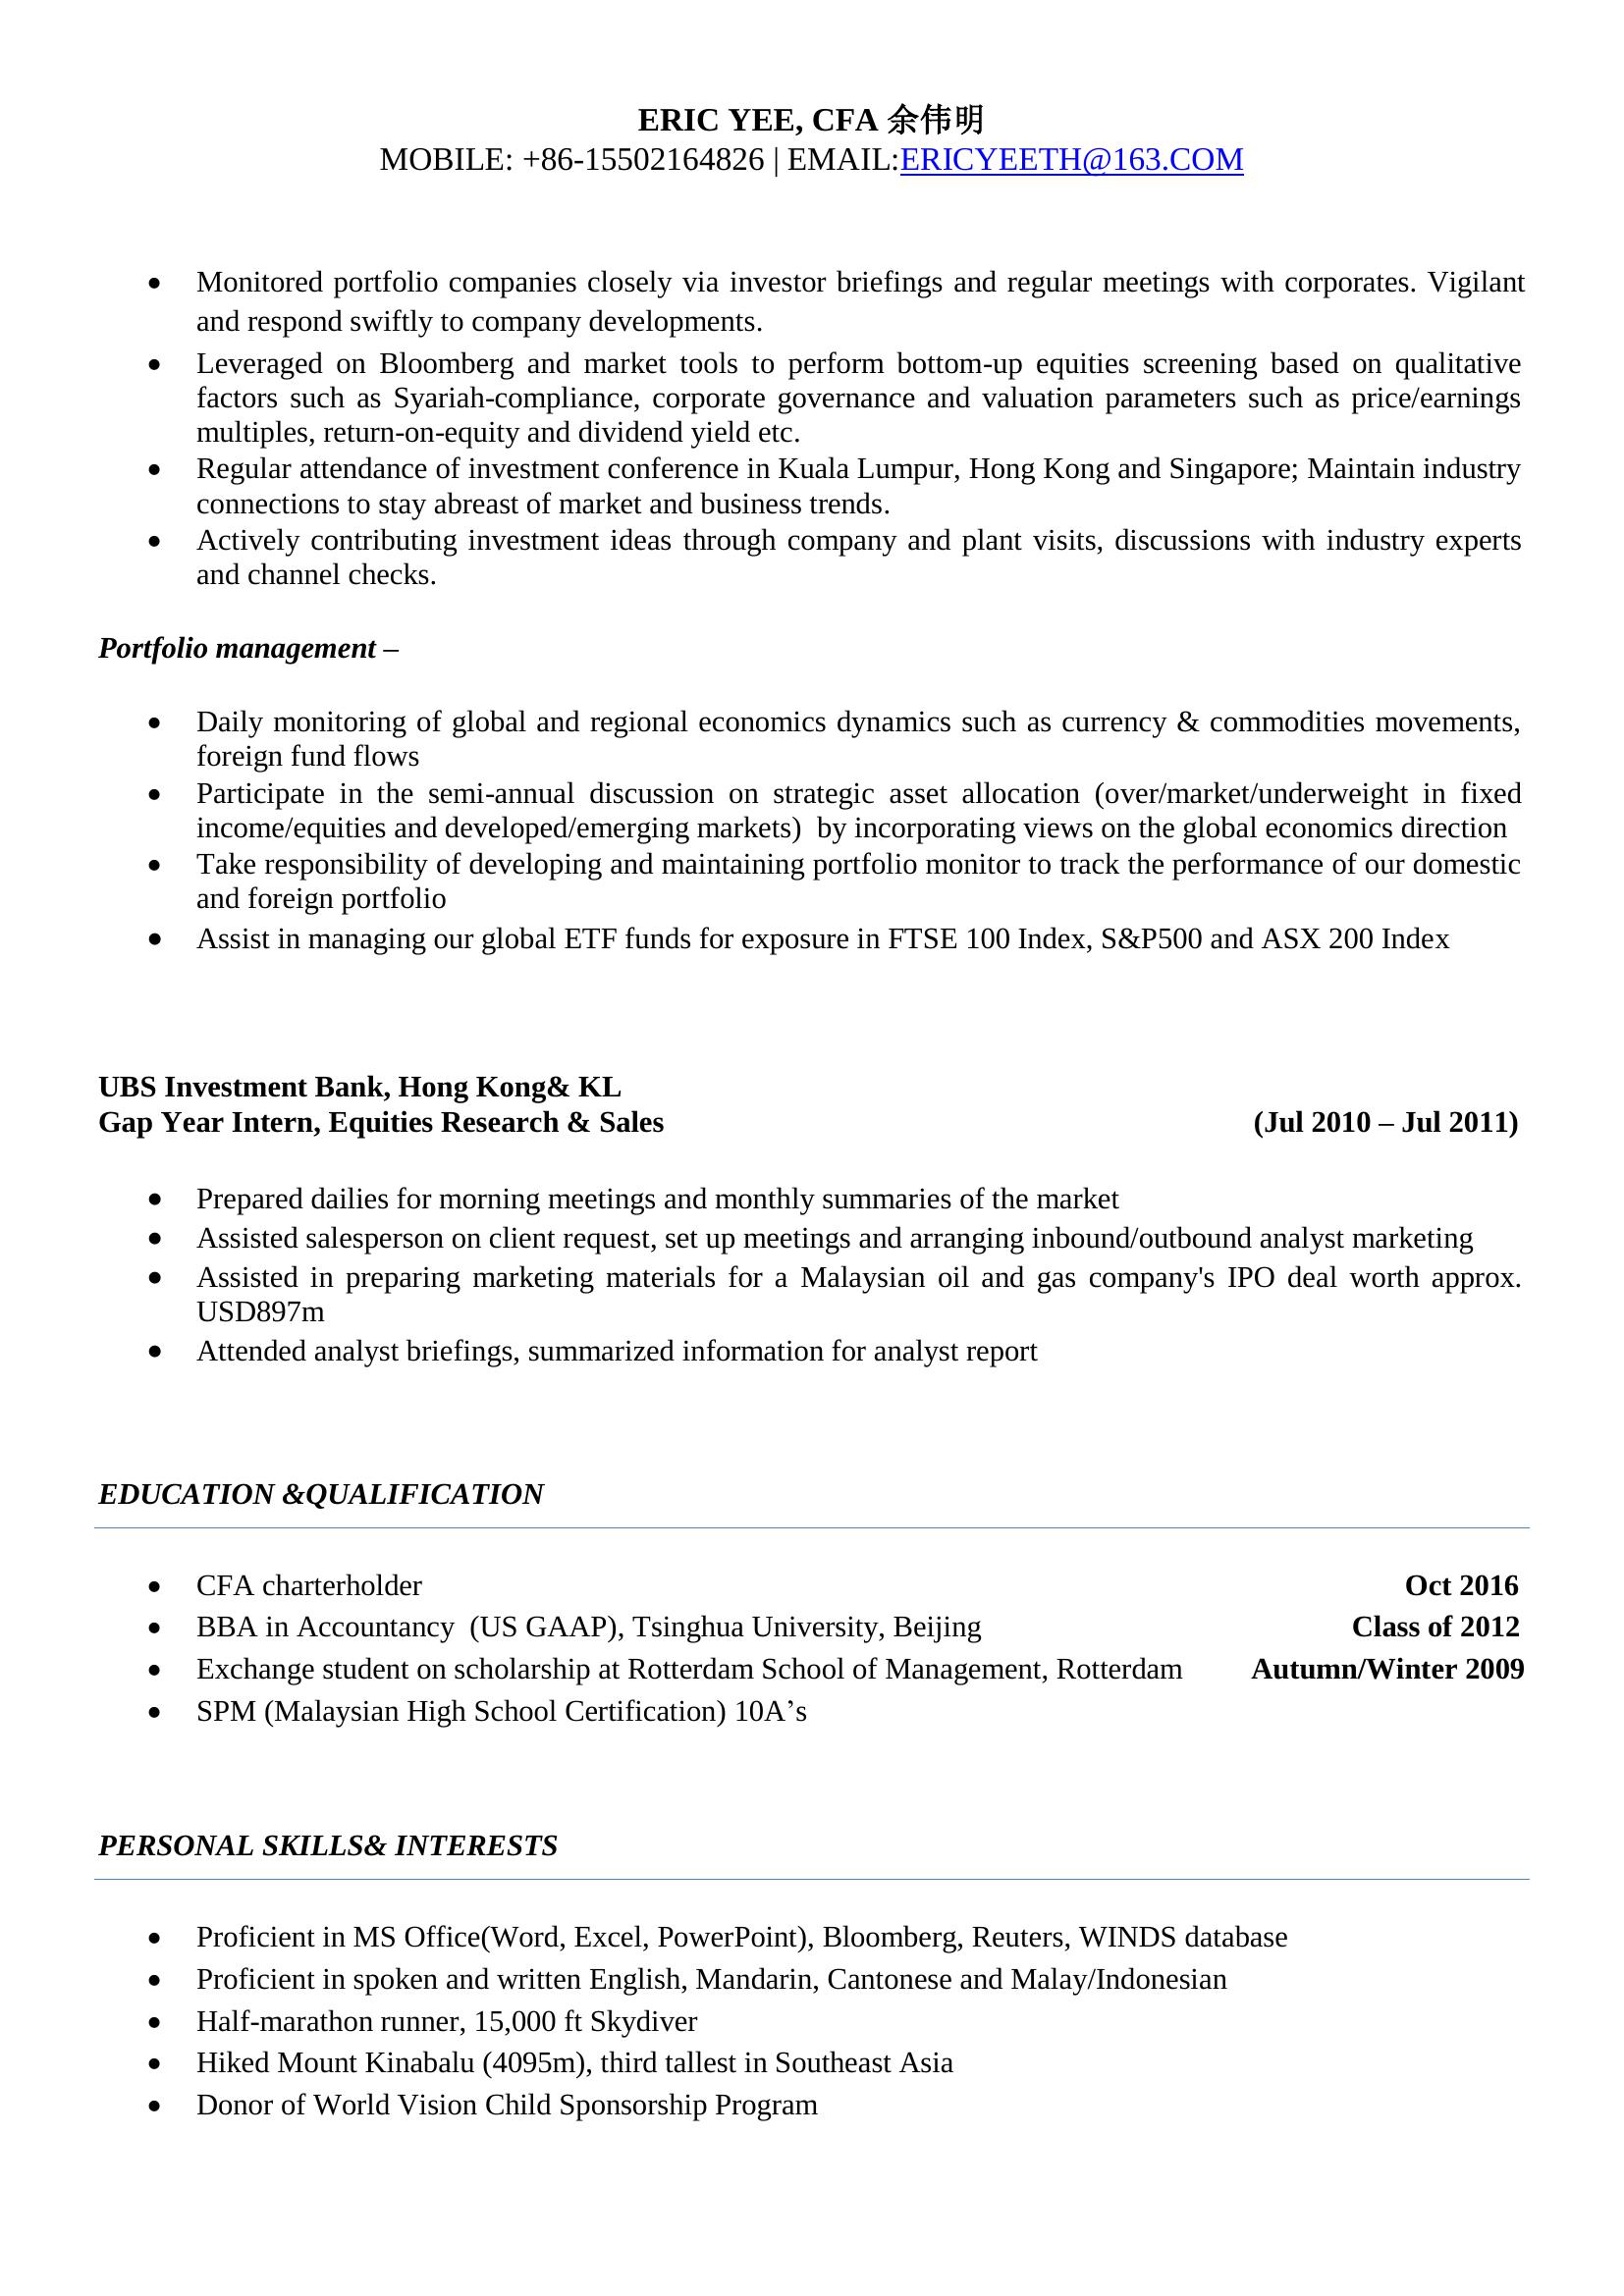 ERIC YEE, CFA 余伟明
MOBILE: +86-15502164826 | EMAIL:ERICYEETH@163.COM
• Monitored portfolio companies closely via investor briefings and regular meetings with corporates. Vigilant
and respond swiftly to company developments.
• Leveraged on Bloomberg and market tools to perform bottom-up equities screening based on qualitative
factors such as Syariah-compliance, corporate governance and valuation parameters such as price/earnings
multiples, return-on-equity and dividend yield etc.
• Regular attendance of investment conference in Kuala Lumpur, Hong Kong and Singapore; Maintain industry
connections to stay abreast of market and business trends.
• Actively contributing investment ideas through company and plant visits, discussions with industry experts
and channel checks.
Portfolio management –
• Daily monitoring of global and regional economics dynamics such as currency & commodities movements,
foreign fund flows
• Participate in the semi-annual discussion on strategic asset allocation (over/market/underweight in fixed
income/equities and developed/emerging markets)  by incorporating views on the global economics direction
• Take responsibility of developing and maintaining portfolio monitor to track the performance of our domestic
and foreign portfolio
• Assist in managing our global ETF funds for exposure in FTSE 100 Index, S&P500 and ASX 200 Index
UBS Investment Bank, Hong Kong& KL
Gap Year Intern, Equities Research & Sales (Jul 2010 – Jul 2011)
• Prepared dailies for morning meetings and monthly summaries of the market
• Assisted salesperson on client request, set up meetings and arranging inbound/outbound analyst marketing
• Assisted in preparing marketing materials for a Malaysian oil and gas company's IPO deal worth approx.
USD897m
• Attended analyst briefings, summarized information for analyst report
EDUCATION &QUALIFICATION
• CFA charterholder Oct 2016
• BBA in Accountancy  (US GAAP), Tsinghua University, Beijing Class of 2012
• Exchange student on scholarship at Rotterdam School of Management, Rotterdam Autumn/Winter 2009
• SPM (Malaysian High School Certification) 10A’s
PERSONAL SKILLS& INTERESTS
• Proficient in MS Office(Word, Excel, PowerPoint), Bloomberg, Reuters, WINDS database
• Proficient in spoken and written English, Mandarin, Cantonese and Malay/Indonesian
• Half-marathon runner, 15,000 ft Skydiver
• Hiked Mount Kinabalu (4095m), third tallest in Southeast Asia
• Donor of World Vision Child Sponsorship Program